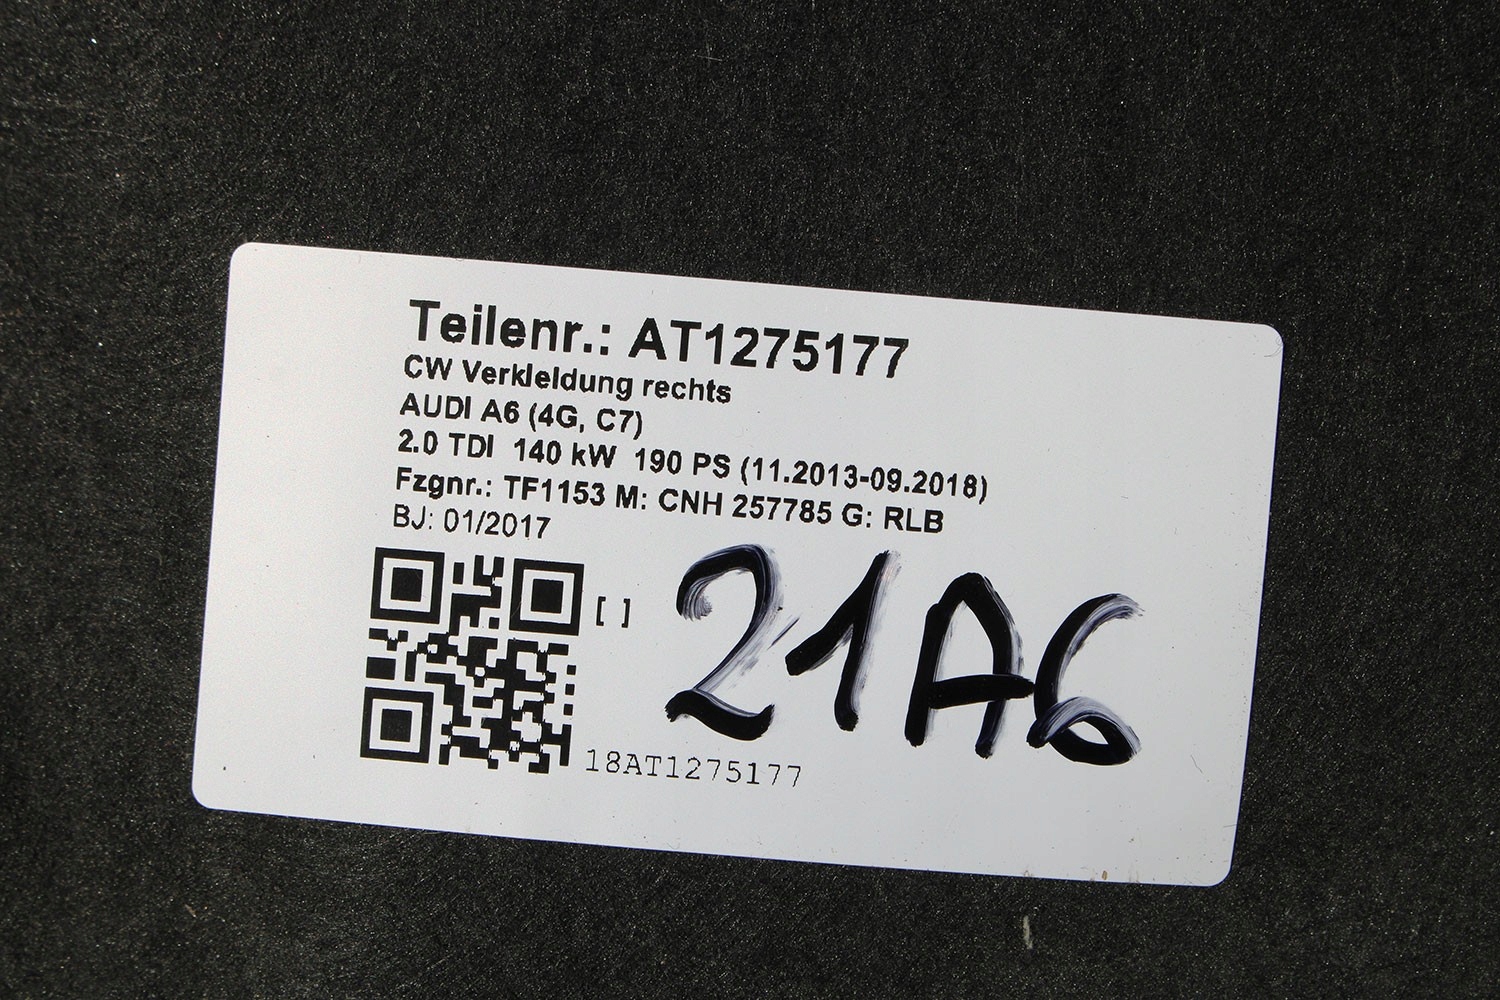 Teilenr.: AT1275177
CW Verkleidung rechts
AUDI A6 (4G, C7)
2.0 TDI 140 kW 190 PS (11.2013-09.2018)
Fzgnr.: TF1153 M: CNH 257785 G: RLB
BJ: 01/2017
[ ]
21A6
18AT1275177